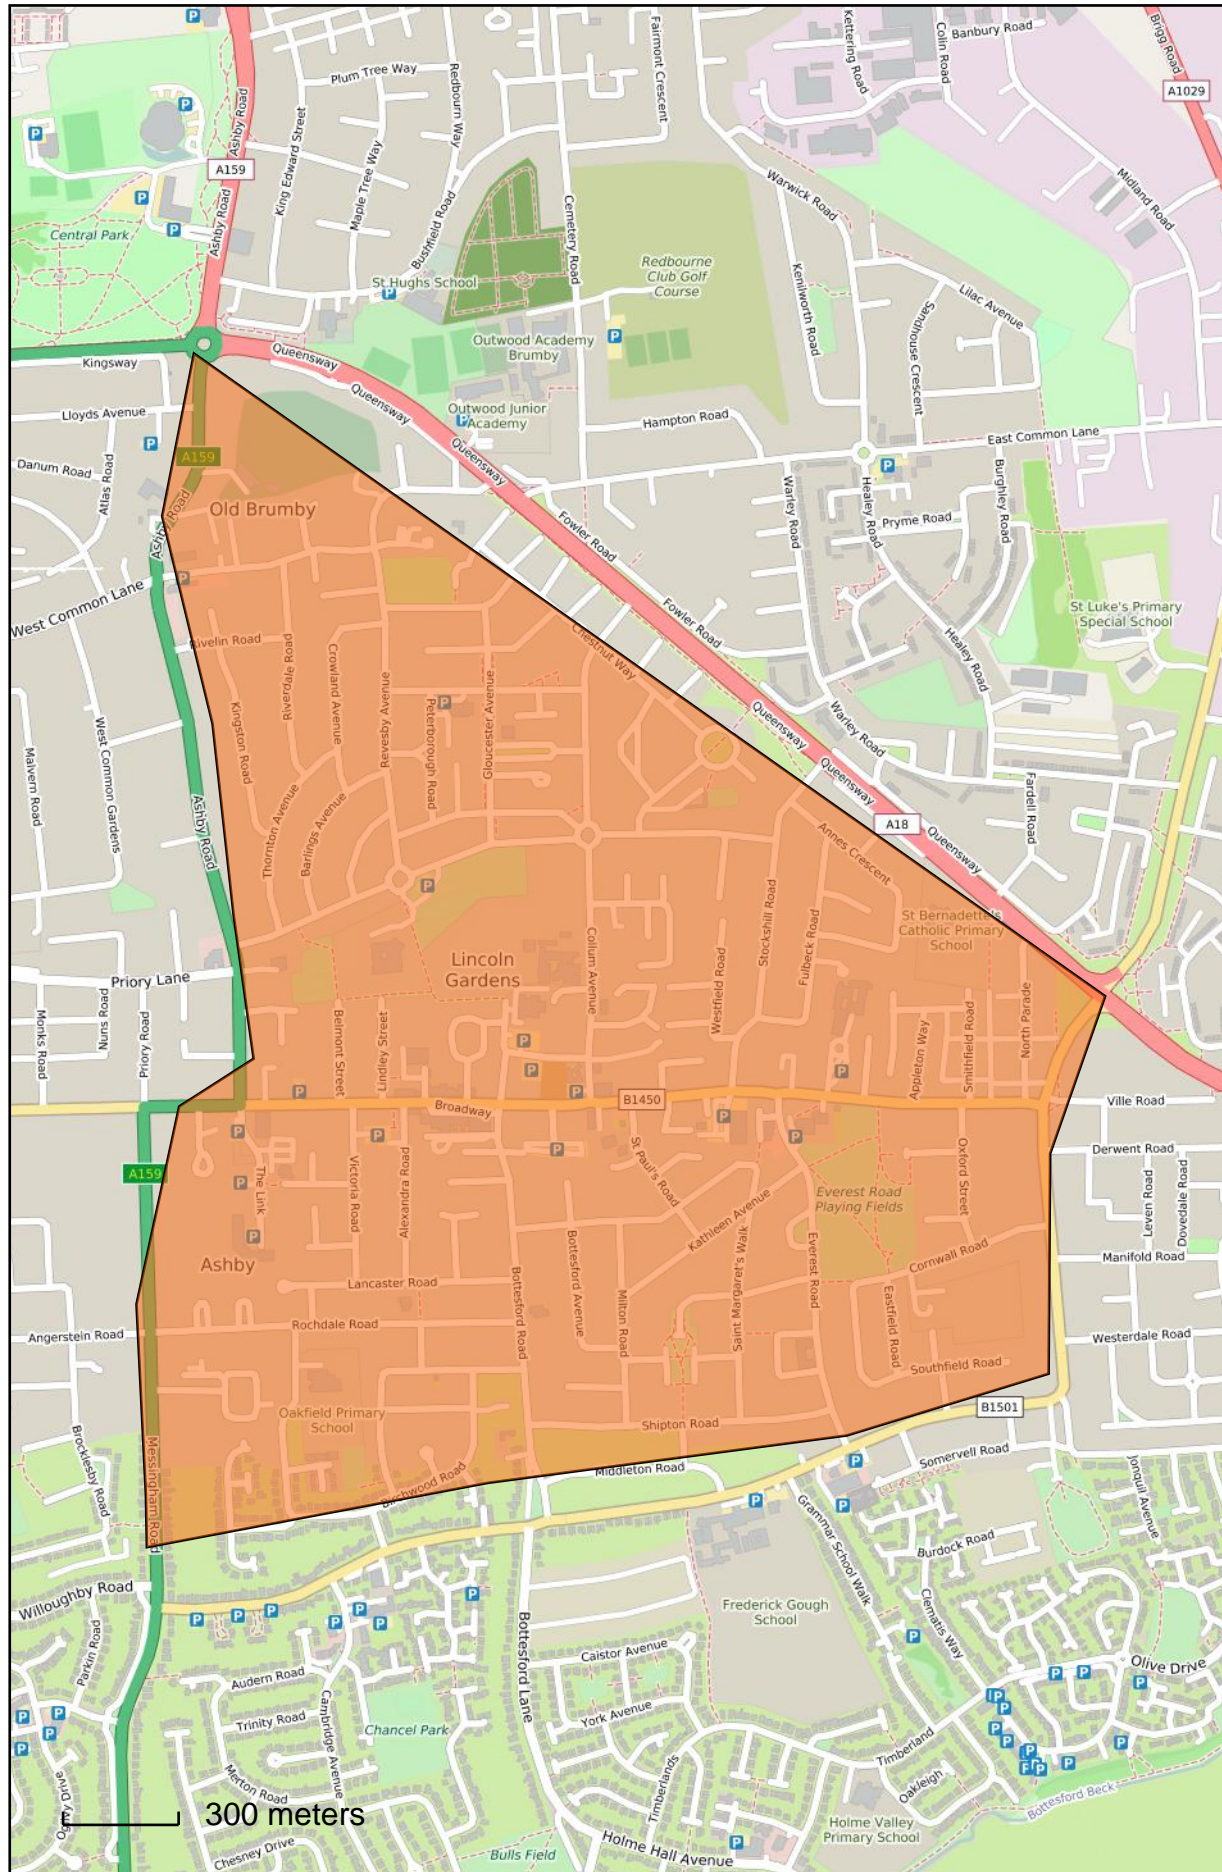 Fairmont Crescent
Kettering Road
Colin Road
Banbury Road
Brigg Road
A1029
Plum Tree Way
Redbourn Way
Ashby Road
A159
King Edward Street
Maple Tree Way
Midland Road
Warwick Road
Cemetery Road
Ashby Road
Bushfield Road
Central Park
St Hughs School
Redbourne
Club Golf
Course
Kenilworth Road
Lilac Avenue
Sandhouse Crescent
Outwood Academy
Brumby
Kingsway
Queensway
Queensway
Lloyds Avenue
Outwood Junior
Academy
Hampton Road
East Common Lane
Queensway
A159
Danum Road
Atlas Road
Ashby Road
Old Brumby
Warley Road
Healey Road
Burghley Road
Pryme Road
Fowler Road
West Common Lane
Fowler Road
St Luke's Primary
Special School
Rivelin Road
Chestnut Way
Healey Road
Riverdale Road
Crowland Avenue
Revesby Avenue
Peterborough Road
Gloucester Avenue
Kingston Road
West Common Gardens
Malvern Road
Queensway
Warley Road
Queensway
Fardell Road
A18
Queensway
Ashby Road
Thornton Avenue
Barlings Avenue
Annes Crescent
Stockshill Road
Fulbeck Road
St Bernadette's
Catholic Primary
School
Lincoln
Gardens
Collum Avenue
Westfield Road
Priory Lane
Monks Road
Nuns Road
Priory Road
Belmont Street
Lindley Street
Appleton Way
Smithfield Road
North Parade
Broadway
B1450
Ville Road
A159
The Link
Victoria Road
Alexandra Road
St Paul's Road
Kathleen Avenue
Everest Road
Playing Fields
Oxford Street
Derwent Road
Leven Road
Dovedale Road
Manifold Road
Ashby
Lancaster Road
Bottesford Road
Bottesford Avenue
Milton Road
Saint Margaret's Walk
Everest Road
Cornwall Road
Eastfield Road
Angerstein Road
Rochdale Road
Westerdale Road
Southfield Road
Oakfield Primary
School
Shipton Road
B1501
Brocklesby Road
Messingham Road
Birchwood Road
Middleton Road
Somervell Road
Jonquil Avenue
Grammar School Walk
Burdock Road
Willoughby Road
Frederick Gough
School
Clematis Way
Parkin Road
Bottesford Lane
Caistor Avenue
Olive Drive
Audern Road
Cambridge Avenue
Trinity Road
Chancel Park
York Avenue
Timberland
Timberlands
Merton Road
Oakleigh
Bottesford Beck
300 meters
Holme Valley
Primary School
Chesney Drive
Bulls Field
Holme Hall Avenue